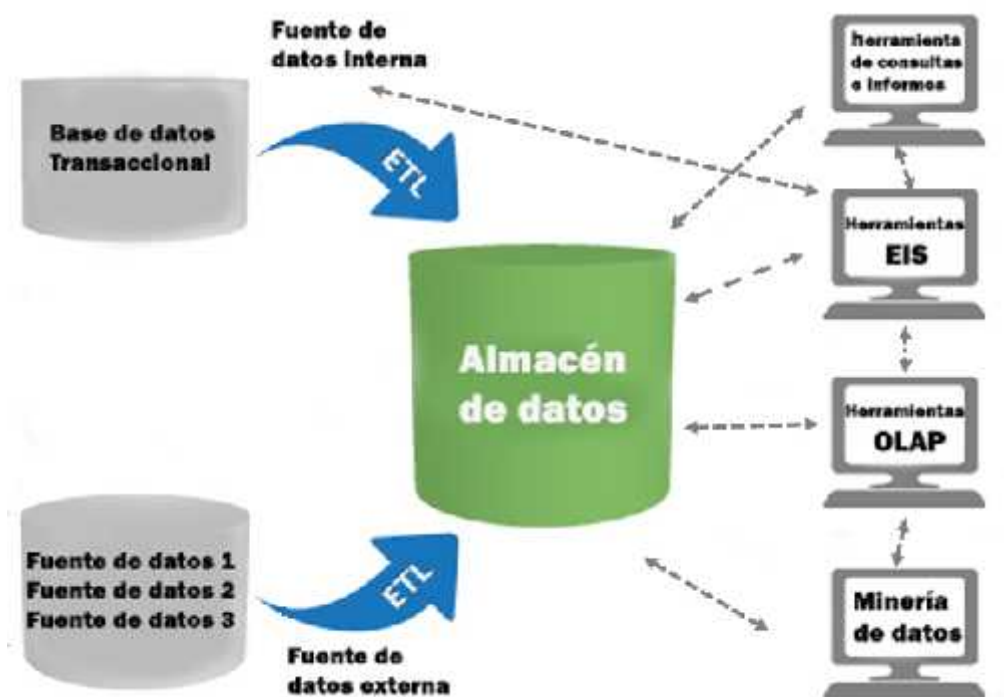 Fuente de
datos interna
Base de datos
Transaccional
ETL
herramienta
de consultas
e informes
Herramientas
EIS
Almacén
de datos
Herramientas
OLAP
Fuente de datos 1
Fuente de datos 2
Fuente de datos 3
ETL
Fuente de
datos externa
Minería
de datos